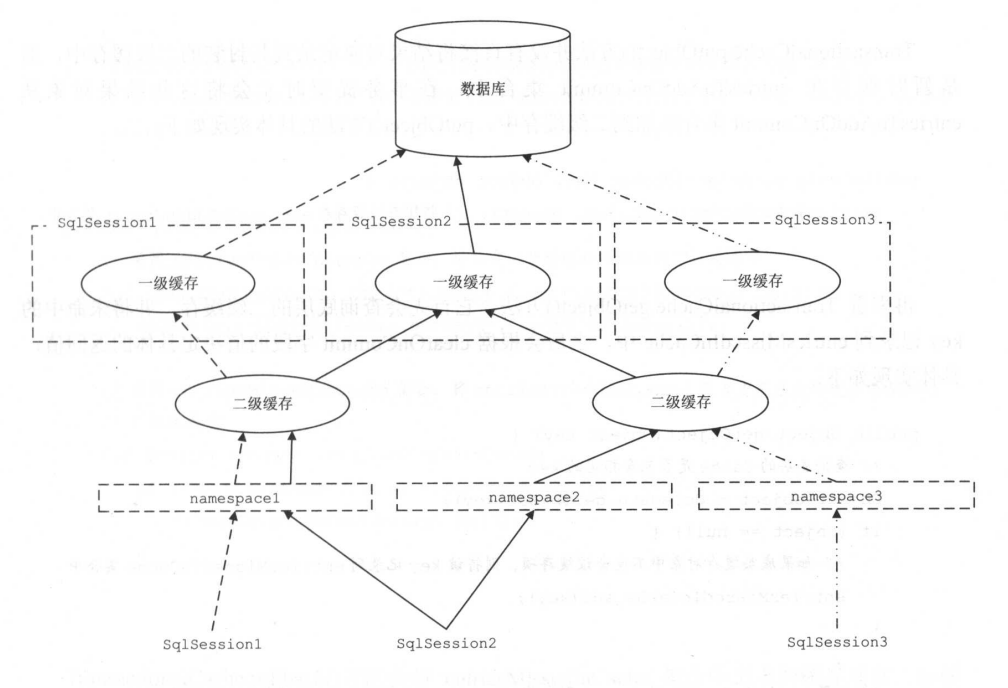 数据库
SqlSession1
SqlSession2
SqlSession3
一级缓存
一级缓存
一级缓存
二级缓存
二级缓存
namespace1
namespace2
namespace3
SqlSession1
SqlSession2
SqlSession3